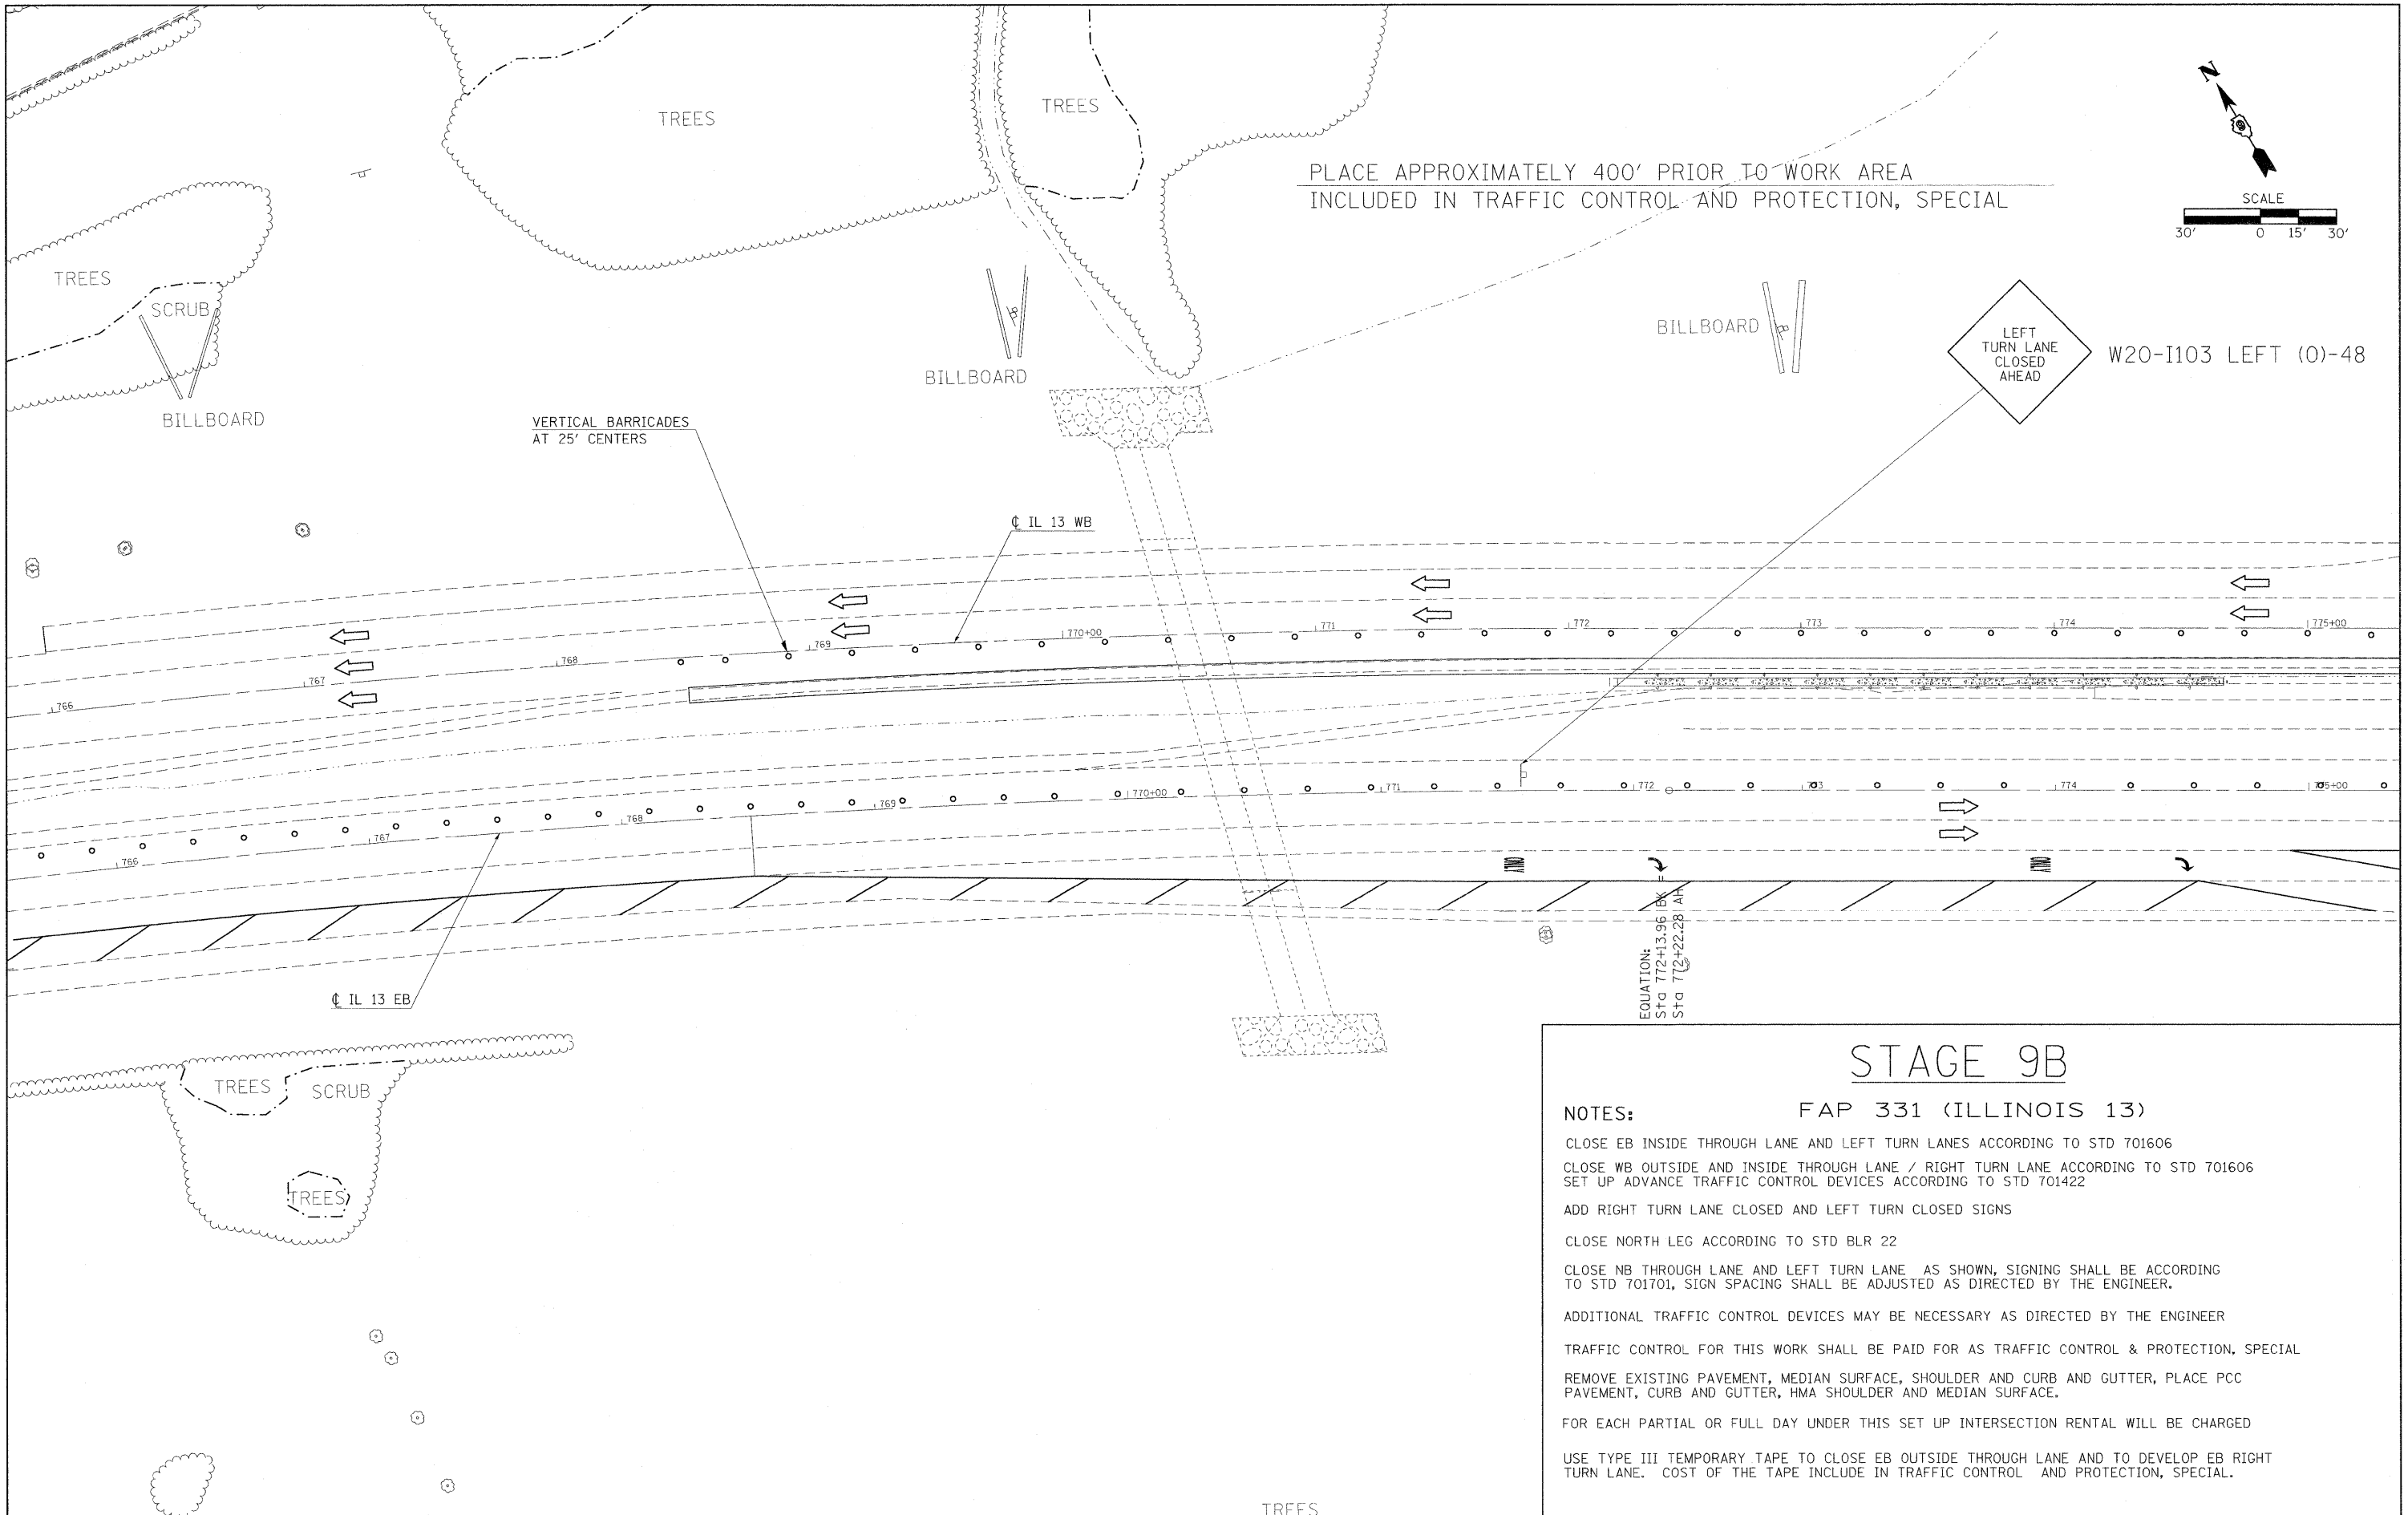 TREES
TREES
N
PLACE APPROXIMATELY 400' PRIOR TO WORK AREA
INCLUDED IN TRAFFIC CONTROL AND PROTECTION, SPECIAL
SCALE
30' 0 15' 30'
TREES
SCRUB
BILLBOARD
BILLBOARD
BILLBOARD
LEFT
TURN LANE
CLOSED
AHEAD
W20-I103 LEFT (O)-48
VERTICAL BARRICADES
AT 25' CENTERS
℄ IL 13 WB
766
767
768
769
770+00
771
772
773
774
775+00
766
767
768
769
770+00
771
772
773
774
775+00
℄ IL 13 EB
EQUATION:
Sta 772+13.96 BK =
Sta 772+22.28 AH
TREES
SCRUB
TREES
TREES
STAGE 9B
NOTES: FAP 331 (ILLINOIS 13)
CLOSE EB INSIDE THROUGH LANE AND LEFT TURN LANES ACCORDING TO STD 701606
CLOSE WB OUTSIDE AND INSIDE THROUGH LANE / RIGHT TURN LANE ACCORDING TO STD 701606
SET UP ADVANCE TRAFFIC CONTROL DEVICES ACCORDING TO STD 701422
ADD RIGHT TURN LANE CLOSED AND LEFT TURN CLOSED SIGNS
CLOSE NORTH LEG ACCORDING TO STD BLR 22
CLOSE NB THROUGH LANE AND LEFT TURN LANE AS SHOWN, SIGNING SHALL BE ACCORDING
TO STD 701701, SIGN SPACING SHALL BE ADJUSTED AS DIRECTED BY THE ENGINEER.
ADDITIONAL TRAFFIC CONTROL DEVICES MAY BE NECESSARY AS DIRECTED BY THE ENGINEER
TRAFFIC CONTROL FOR THIS WORK SHALL BE PAID FOR AS TRAFFIC CONTROL & PROTECTION, SPECIAL
REMOVE EXISTING PAVEMENT, MEDIAN SURFACE, SHOULDER AND CURB AND GUTTER, PLACE PCC
PAVEMENT, CURB AND GUTTER, HMA SHOULDER AND MEDIAN SURFACE.
FOR EACH PARTIAL OR FULL DAY UNDER THIS SET UP INTERSECTION RENTAL WILL BE CHARGED
USE TYPE III TEMPORARY TAPE TO CLOSE EB OUTSIDE THROUGH LANE AND TO DEVELOP EB RIGHT
TURN LANE. COST OF THE TAPE INCLUDE IN TRAFFIC CONTROL AND PROTECTION, SPECIAL.